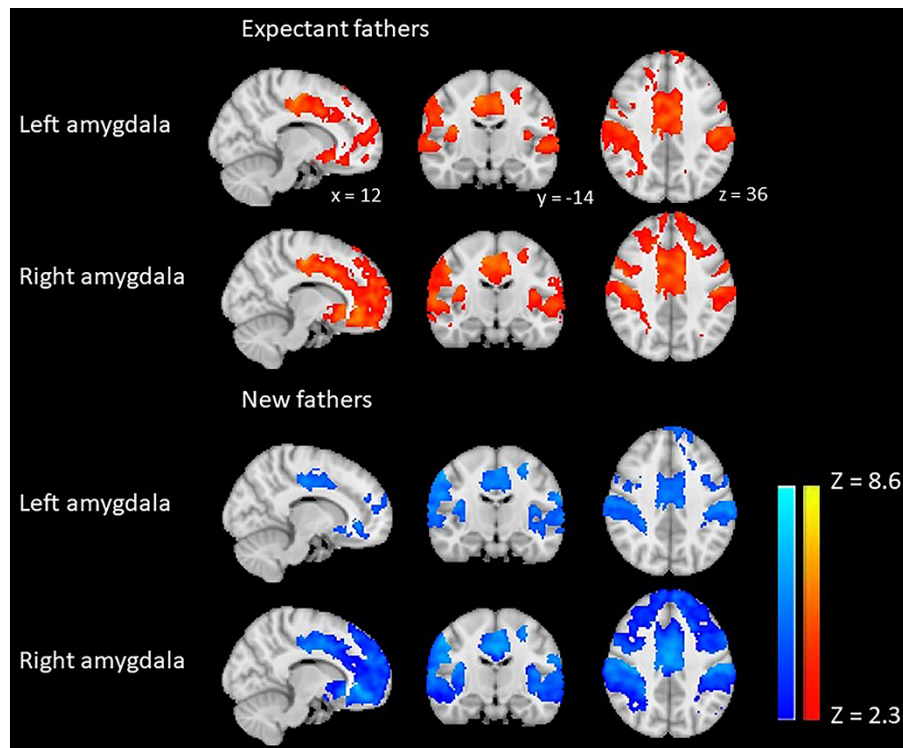 Expectant fathers
Left amygdala
x = 12
y = -14
z = 36
Right amygdala
New fathers
Left amygdala
Z = 8.6
Right amygdala
Z = 2.3